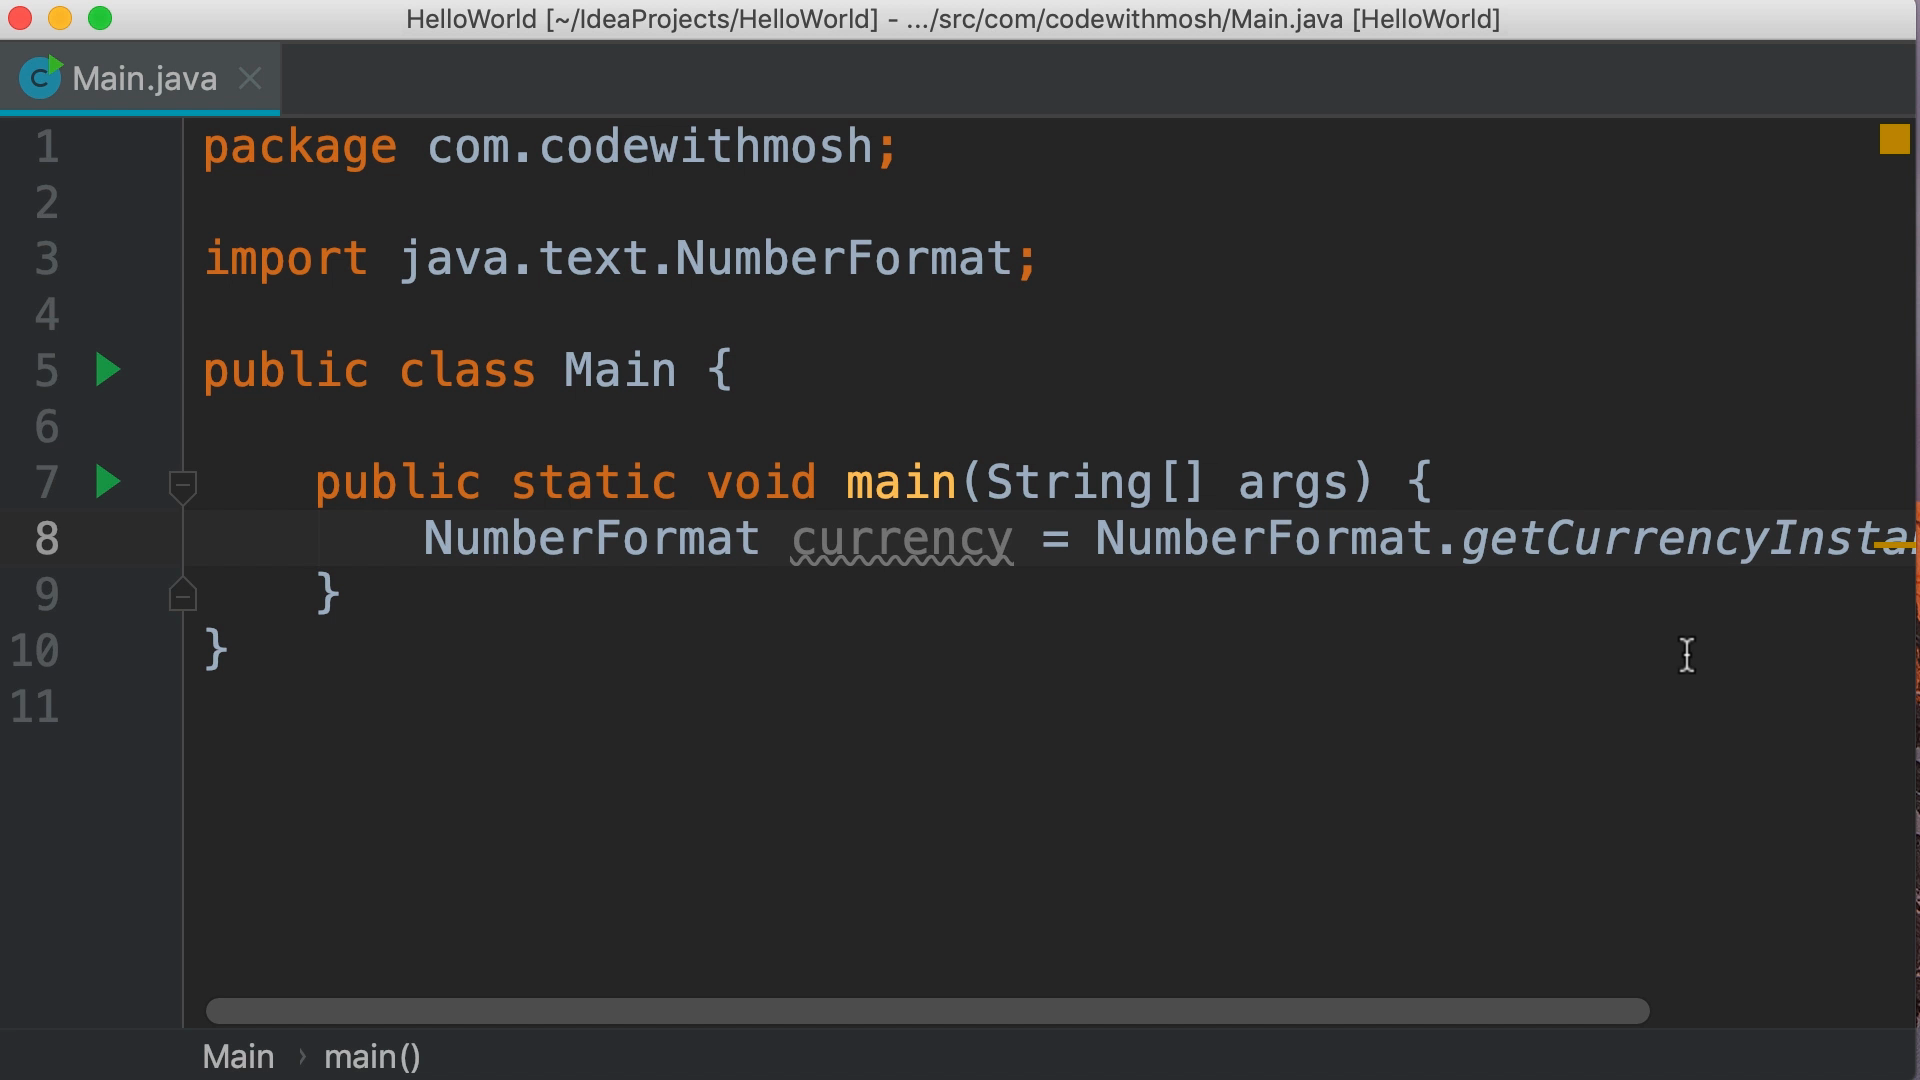 HelloWorld [~/IdeaProjects/HelloWorld] - .../src/com/codewithmosh/Main.java [HelloWorld]
Main.java
1 package com.codewithmosh;
2
3 import java.text.NumberFormat;
4
5 public class Main {
6
7 public static void main(String[] args) {
8 NumberFormat currency = NumberFormat.getCurrencyInsta
9 }
10 }
11
Main › main()